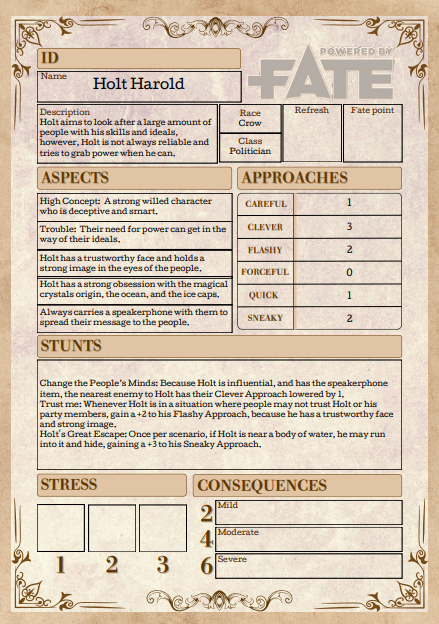 ID
POWERED BY
FATE
Name
Holt Harold
Description
Holt aims to look after a large amount of
people with his skills and ideals,
however, Holt is not always reliable and
tries to grab power when he can.
Race
Crow
Class
Politician
Refresh
Fate point
ASPECTS
High Concept: A strong willed character
who is deceptive and smart.
Trouble: Their need for power can get in the
way of their ideals.
Holt has a trustworthy face and holds a
strong image in the eyes of the people.
Holt has a strong obsession with the magical
crystals origin, the ocean, and the ice caps.
Always carries a speakerphone with them to
spread their message to the people.
APPROACHES
CAREFUL 1
CLEVER 3
FLASHY 2
FORCEFUL 0
QUICK 1
SNEAKY 2
STUNTS
Change the People's Minds: Because Holt is influential, and has the speakerphone
item, the nearest enemy to Holt has their Clever Approach lowered by 1.
Trust me: Whenever Holt is in a situation where people may not trust Holt or his
party members, gain a +2 to his Flashy Approach, because he has a trustworthy face
and strong image.
Holt's Great Escape: Once per scenario, if Holt is near a body of water, he may run
into it and hide, gaining a +3 to his Sneaky Approach.
STRESS
1 2 3
CONSEQUENCES
2 Mild
4 Moderate
6 Severe